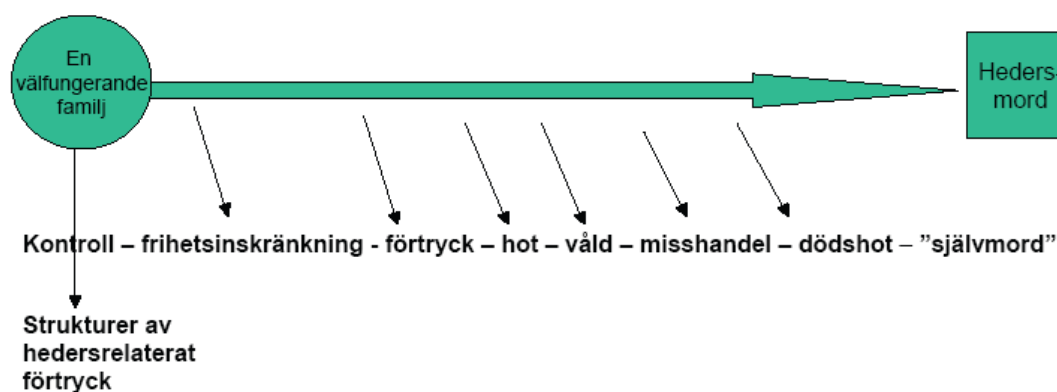 En
välfungerande
familj
Heders-
mord
Kontroll – frihetsinskränkning - förtryck – hot – våld – misshandel – dödshot – ”självmord”
Strukturer av
hedersrelaterat
förtryck